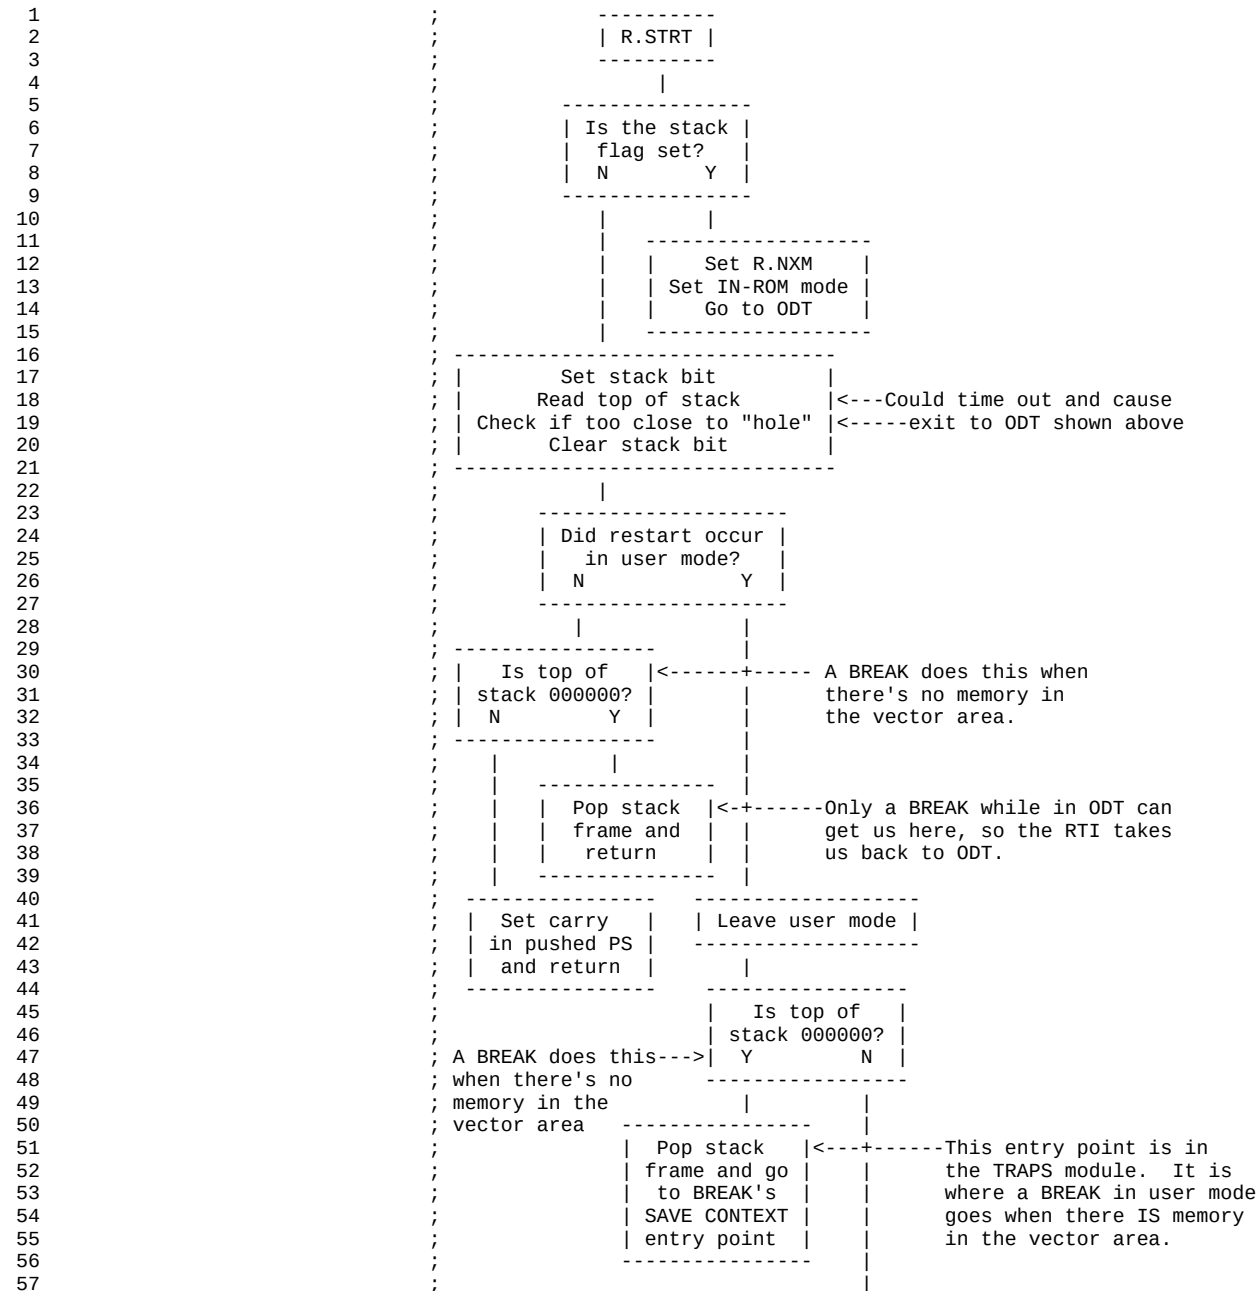 1 ; ----------
2 ; | R.STRT |
3 ; ----------
4 ; |
5 ; ----------------
6 ; | Is the stack |
7 ; | flag set? |
8 ; | N Y |
9 ; ----------------
10 ; | |
11 ; | -------------------
12 ; | | Set R.NXM |
13 ; | | Set IN-ROM mode |
14 ; | | Go to ODT |
15 ; | -------------------
16 ; --------------------------------
17 ; | Set stack bit |
18 ; | Read top of stack |<---Could time out and cause
19 ; | Check if too close to "hole" |<-----exit to ODT shown above
20 ; | Clear stack bit |
21 ; --------------------------------
22 ; |
23 ; ---------------------
24 ; | Did restart occur |
25 ; | in user mode? |
26 ; | N Y |
27 ; ---------------------
28 ; | |
29 ; ----------------- |
30 ; | Is top of |<------+----- A BREAK does this when
31 ; | stack 000000? | | there's no memory in
32 ; | N Y | | the vector area.
33 ; ----------------- |
34 ; | | |
35 ; | --------------- |
36 ; | | Pop stack |<-+------Only a BREAK while in ODT can
37 ; | | frame and | | get us here, so the RTI takes
38 ; | | return | | us back to ODT.
39 ; | --------------- |
40 ; ---------------- -------------------
41 ; | Set carry | | Leave user mode |
42 ; | in pushed PS | -------------------
43 ; | and return | |
44 ; ---------------- -----------------
45 ; | Is top of |
46 ; | stack 000000? |
47 ; A BREAK does this--->| Y N |
48 ; when there's no -----------------
49 ; memory in the | |
50 ; vector area ---------------- |
51 ; | Pop stack |<---+------This entry point is in
52 ; | frame and go | | the TRAPS module. It is
53 ; | to BREAK's | | where a BREAK in user mode
54 ; | SAVE CONTEXT | | goes when there IS memory
55 ; | entry point | | in the vector area.
56 ; ---------------- |
57 ; |